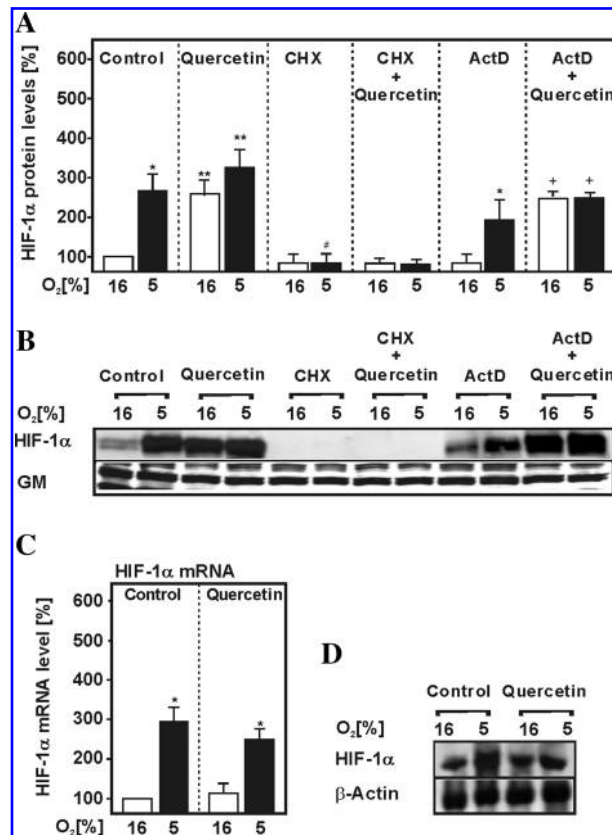 A
HIF-1α protein levels [%]
600
500
400
300
200
100
Control
Quercetin
CHX
CHX
+
Quercetin
ActD
ActD
+
Quercetin
*
**
**
≠
*
+
+
O₂[%]
16 5 16 5 16 5 16 5 16 5 16 5
B
Control
Quercetin
CHX
CHX
+
Quercetin
ActD
ActD
+
Quercetin
O₂[%] 16 5 16 5 16 5 16 5 16 5 16 5
HIF-1α
GM
C
HIF-1α mRNA
HIF-1α mRNA level [%]
600
500
400
300
200
100
Control
Quercetin
*
*
O₂[%] 16 5 16 5
D
Control Quercetin
O₂[%] 16 5 16 5
HIF-1α
β-Actin